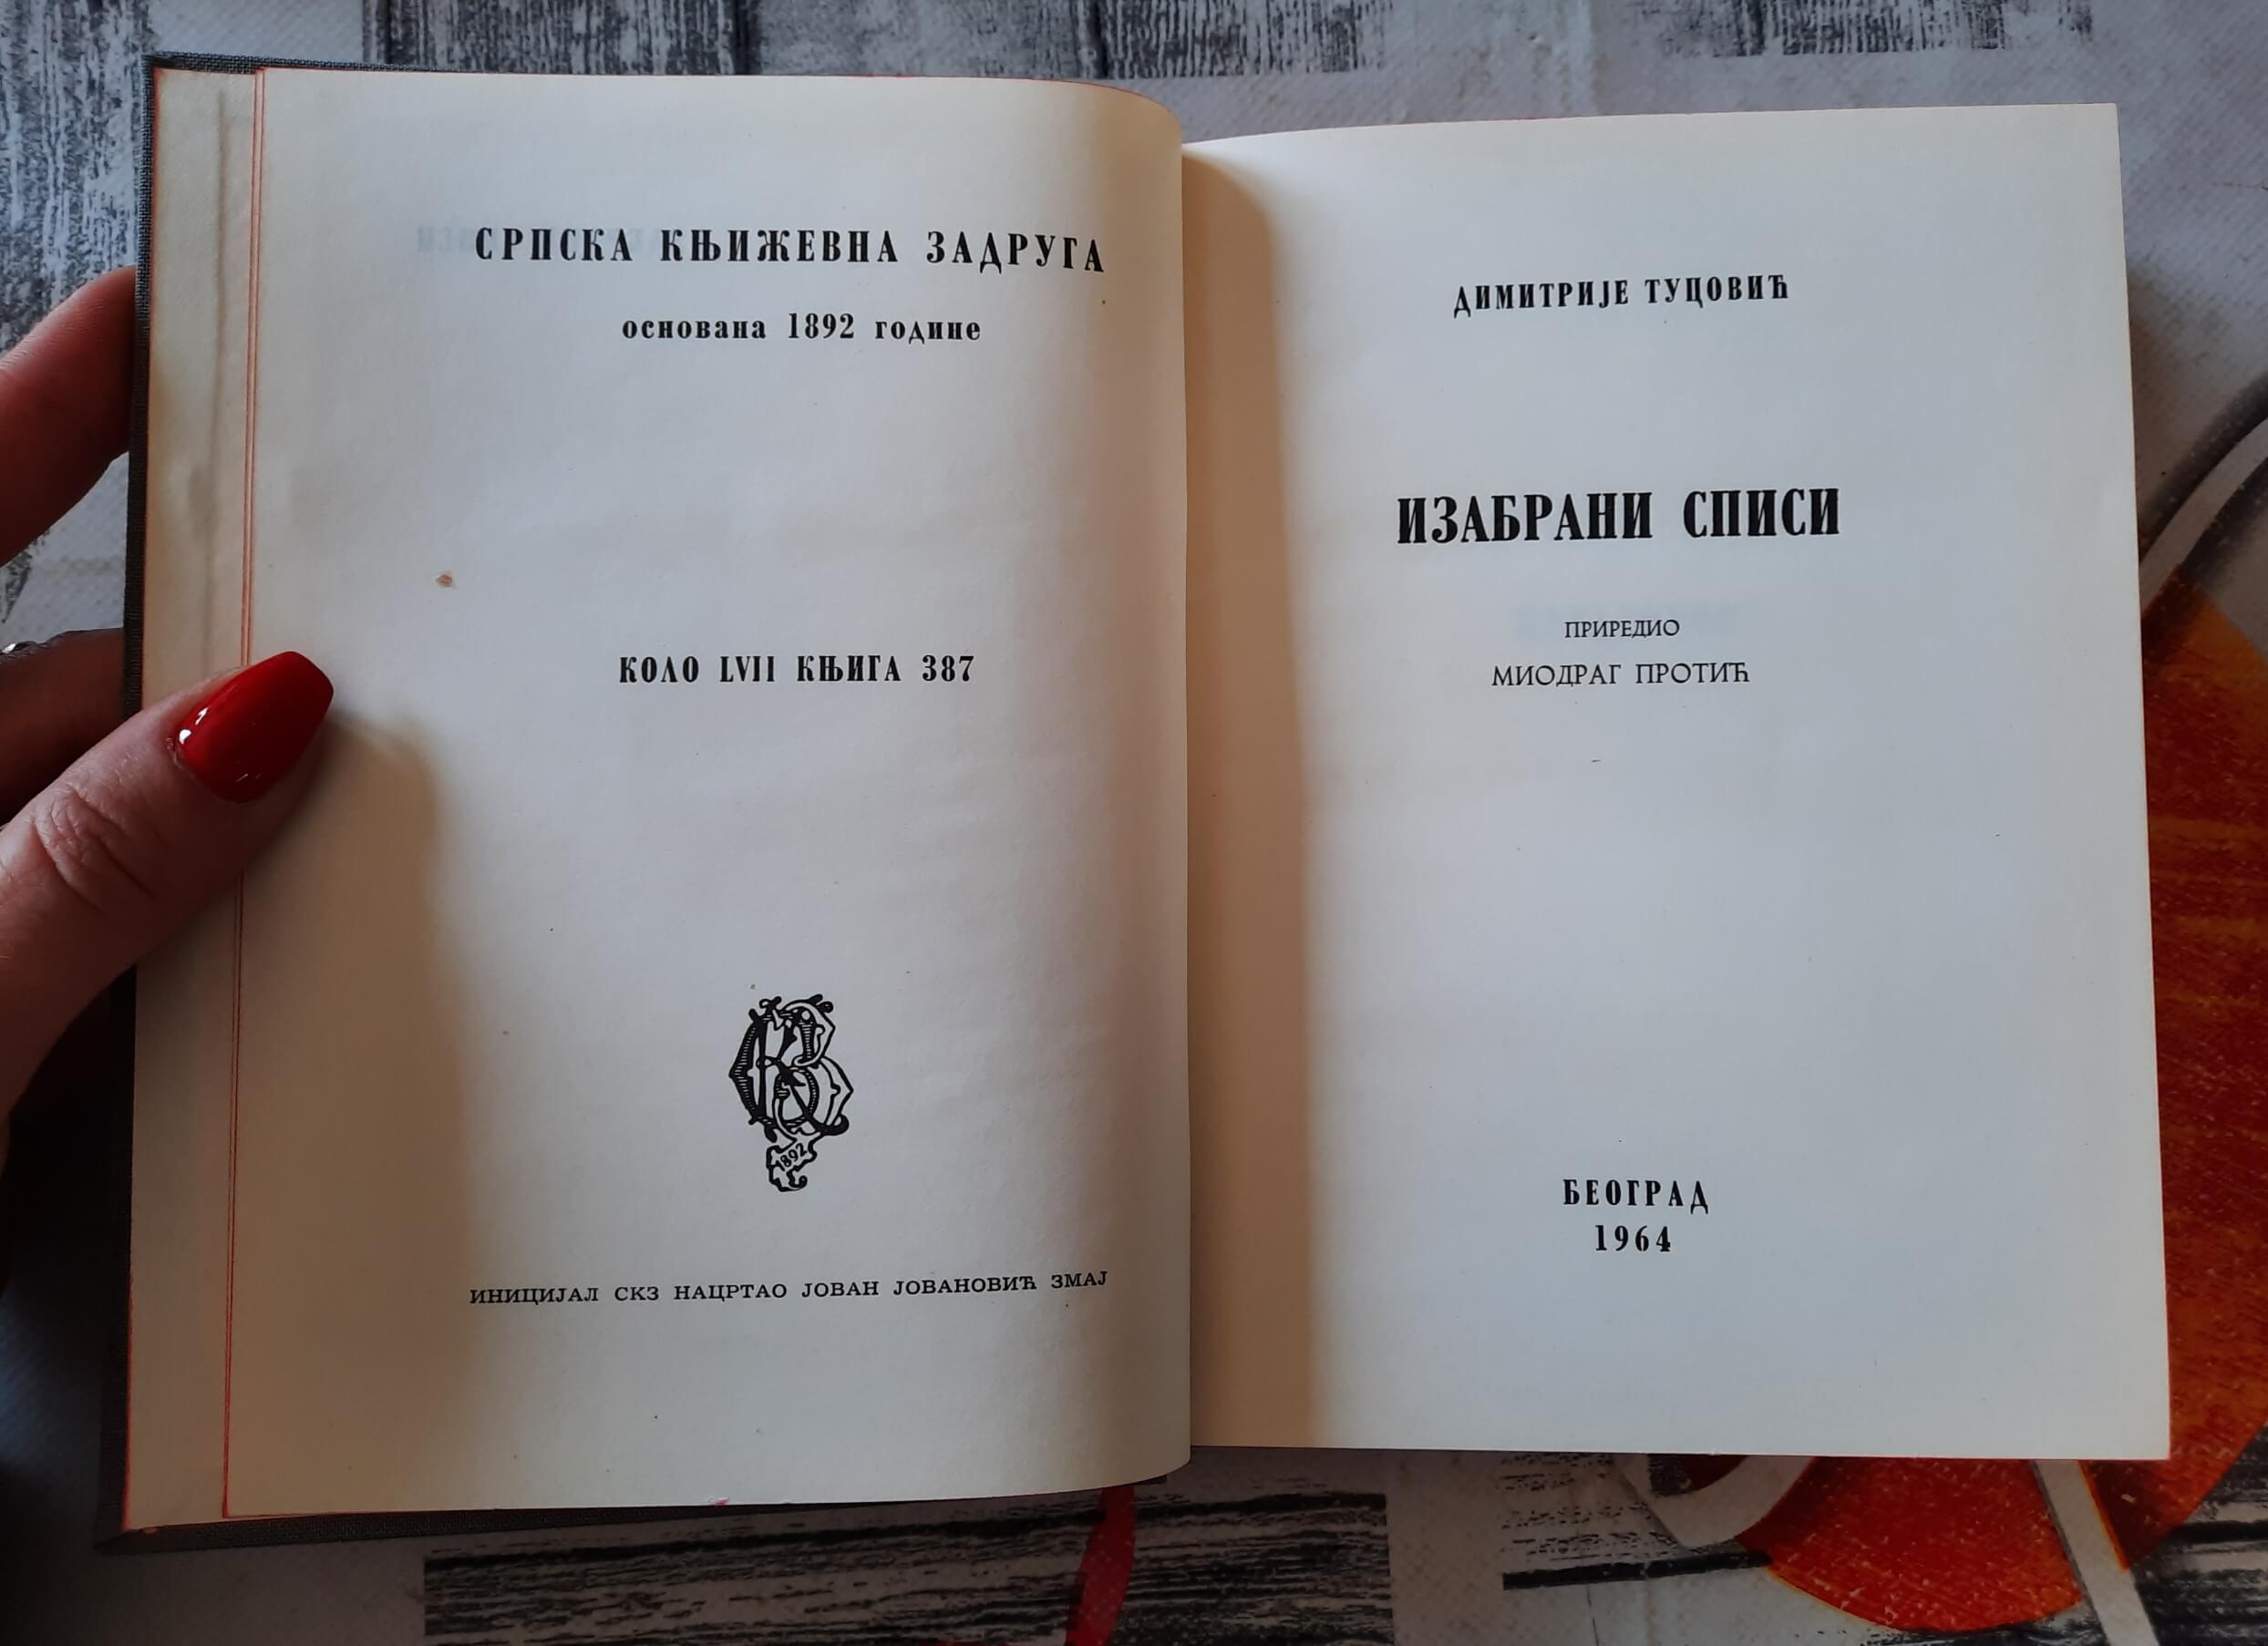 СРПСКА КЊИЖЕВНА ЗАДРУГА
основана 1892 године
КОЛО LVII КЊИГА 387
1892
ИНИЦИЈАЛ СКЗ НАЦРТАО ЈОВАН ЈОВАНОВИЋ ЗМАЈ
ДИМИТРИЈЕ ТУЦОВИЋ
ИЗАБРАНИ СПИСИ
ПРИРЕДИО
МИОДРАГ ПРОТИЋ
БЕОГРАД
1964